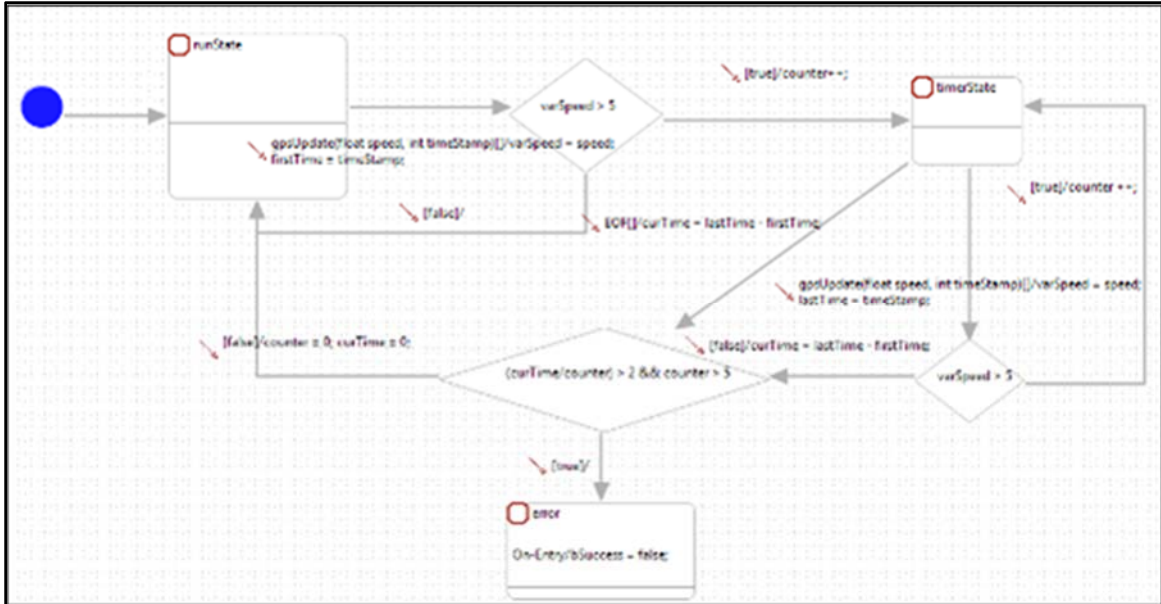 runState
[true]/counter++;
timerState
varSpeed > 5
gpsUpdate(float speed, int timeStamp)[]/varSpeed = speed;
firstTime = timeStamp;
[true]/counter ++;
[false]/
EOF[]/curTime = lastTime - firstTime;
gpsUpdate(float speed, int timeStamp)[]/varSpeed = speed;
lastTime = timeStamp;
[false]/counter = 0; curTime = 0;
[false]/curTime = lastTime - firstTime;
(curTime/counter) > 2 && counter > 5
varSpeed > 5
[true]/
error
On-Entry/bSuccess = false;